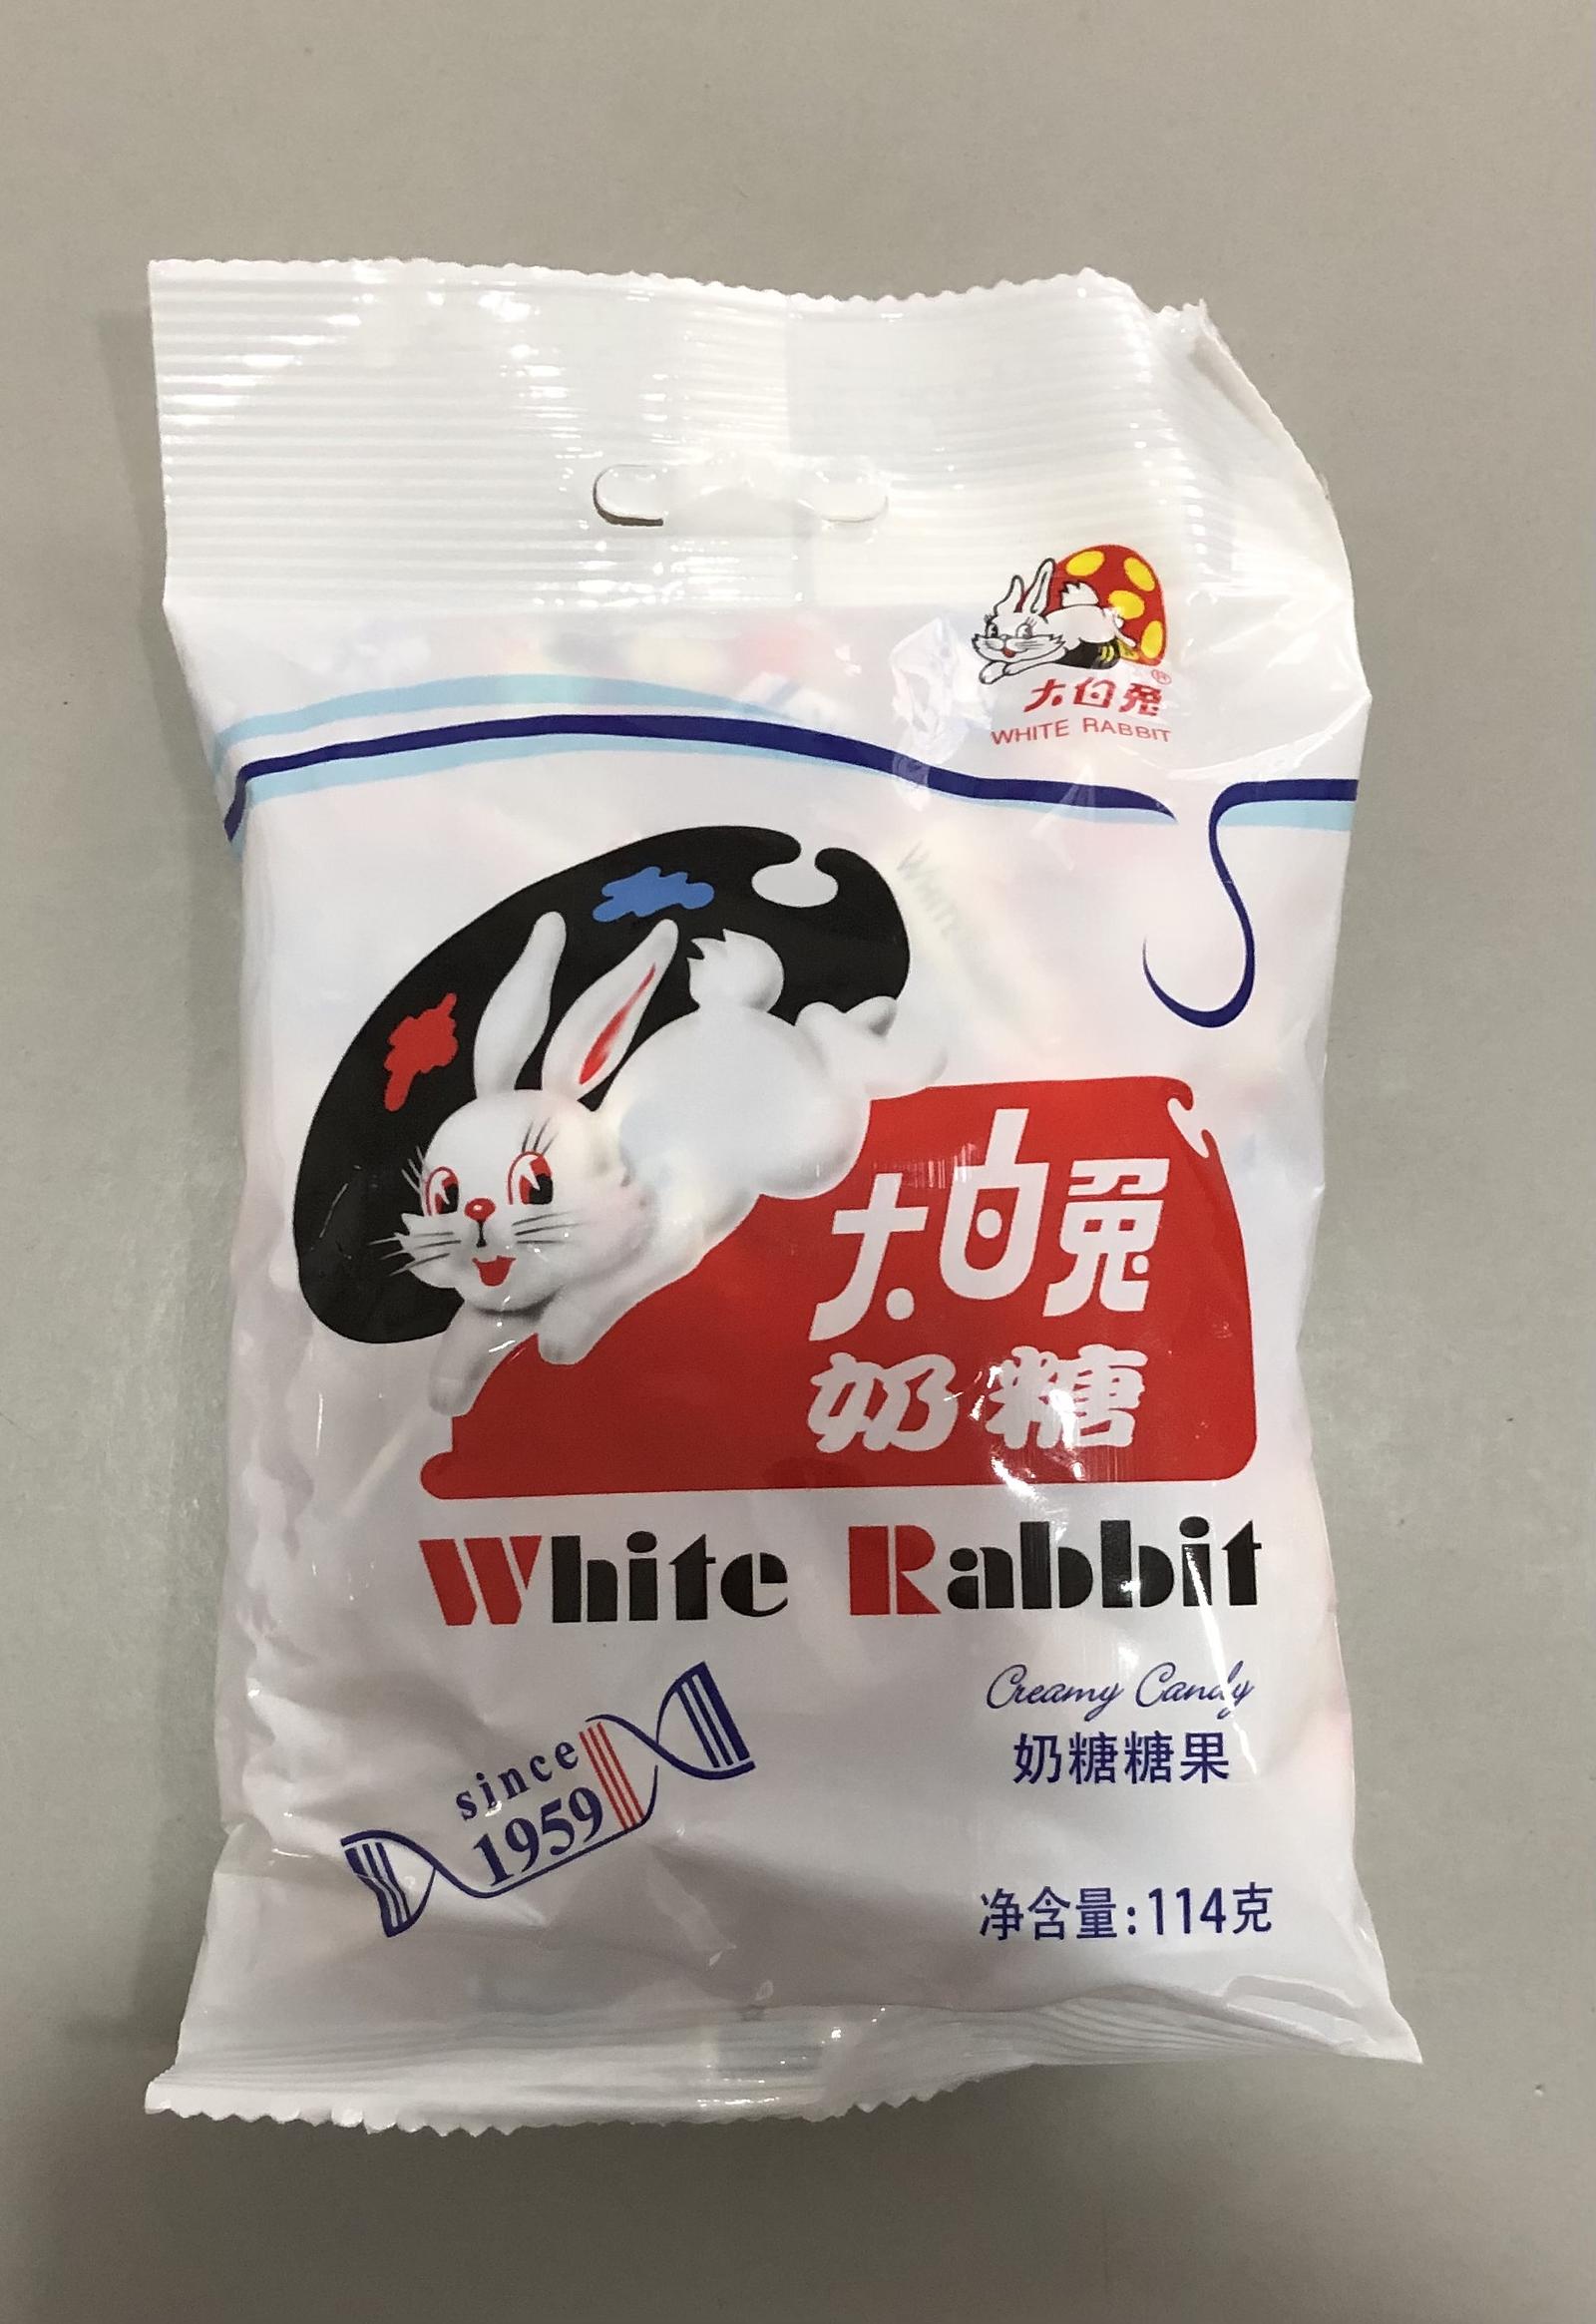 大白兔®
WHITE RABBIT
大白兔
奶糖
White Rabbit
Creamy Candy
奶糖糖果
since
1959
净含量:114克